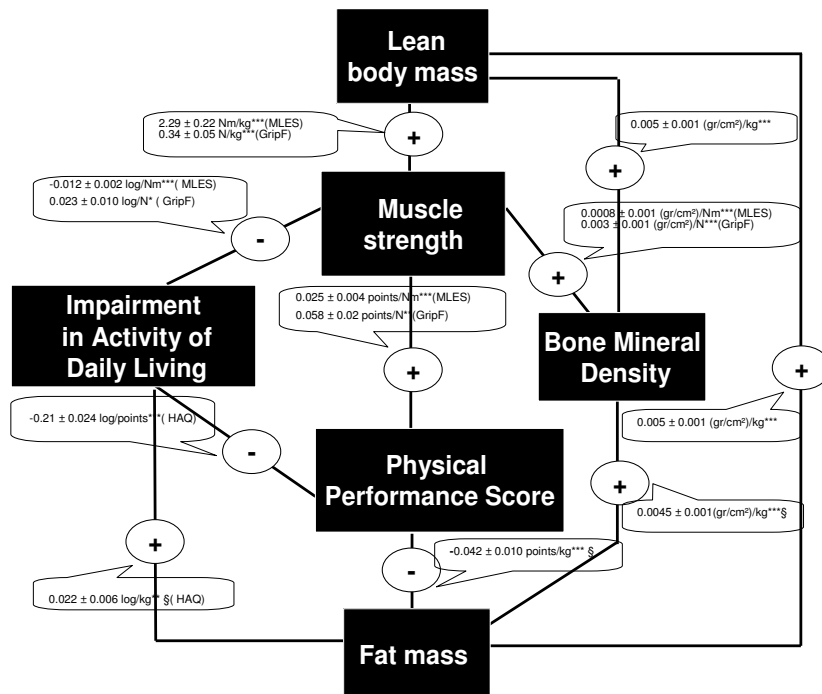 Lean
body mass
2.29 ± 0.22 Nm/kg***(MLES)
0.34 ± 0.05 N/kg***(GripF)
+
0.005 ± 0.001 (gr/cm²)/kg***
+
-0.012 ± 0.002 log/Nm***( MLES)
0.023 ± 0.010 log/N* ( GripF)
-
Muscle
strength
0.0008 ± 0.001 (gr/cm²)/Nm***(MLES)
0.003 ± 0.001 (gr/cm²)/N***(GripF)
+
Impairment
in Activity of
Daily Living
0.025 ± 0.004 points/Nm***(MLES)
0.058 ± 0.02 points/N**(GripF)
+
Bone Mineral
Density
+
-0.21 ± 0.024 log/points***( HAQ)
-
0.005 ± 0.001 (gr/cm²)/kg***
Physical
Performance Score
+
0.0045 ± 0.001(gr/cm²)/kg***§
+
0.022 ± 0.006 log/kg** §( HAQ)
-
-0.042 ± 0.010 points/kg*** §
Fat mass